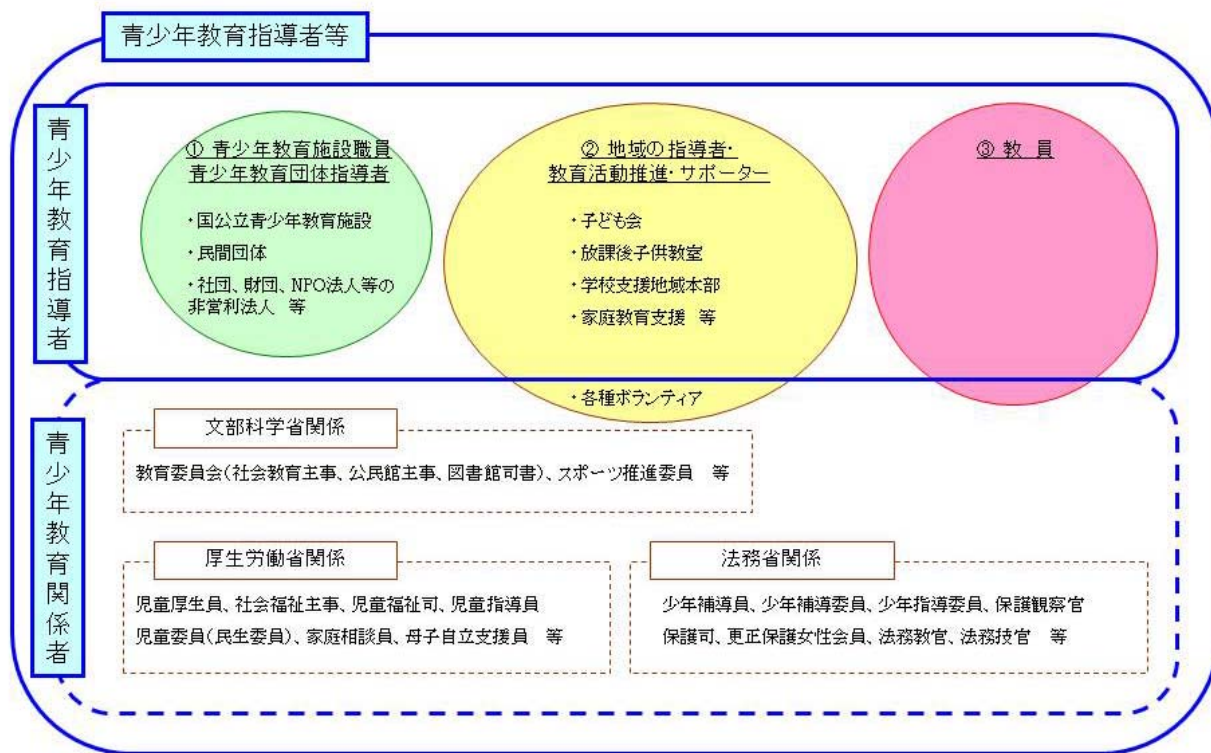 青少年教育指導者等
青少年教育指導者
① 青少年教育施設職員
青少年教育団体指導者
・国公立青少年教育施設
・民間団体
・社団、財団、NPO法人等の
非営利法人 等
② 地域の指導者・
教育活動推進・サポーター
・子ども会
・放課後子供教室
・学校支援地域本部
・家庭教育支援 等
・各種ボランティア
③ 教 員
青少年教育関係者
文部科学省関係
教育委員会(社会教育主事、公民館主事、図書館司書)、スポーツ推進委員 等
厚生労働省関係
児童厚生員、社会福祉主事、児童福祉司、児童指導員
児童委員(民生委員)、家庭相談員、母子自立支援員 等
法務省関係
少年補導員、少年補導委員、少年指導委員、保護観察官
保護司、更正保護女性会員、法務教官、法務技官 等